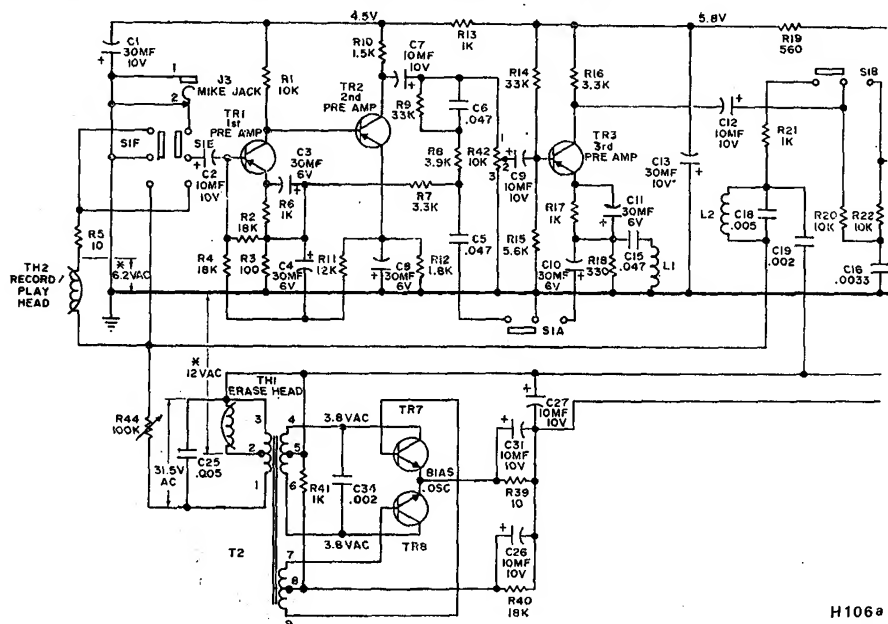 4.5V
5.8V
C1
30MF
10V
+
1
J3
MIKE JACK
2
R1
10K
R10
1.5K
C7
10MF
10V
+
R13
1K
R14
33K
R16
3.3K
R19
560
S1B
TR2
2nd
PRE AMP
R9
33K
C6
.047
TR1
1st
PRE AMP
S1F
S1E
+
C2
10MF
10V
C3
30MF
6V
+
R6
1K
R8
3.9K
R42
10K
1
2
3
+
C9
10MF
10V
TR3
3rd
PRE AMP
C12
10MF
10V
+
R21
1K
C13
30MF
10V
+
R7
3.3K
R17
1K
C11
30MF
6V
+
L2
C18
.005
R20
10K
R22
10K
R5
10
R2
18K
R4
18K
R3
100
+
C4
30MF
6V
R11
12K
+
C8
30MF
6V
R12
1.8K
C5
.047
R15
5.6K
C10
30MF
6V
+
R18
330
C15
.047
L1
C19
.002
C16
.0033
*
6.2VAC
TH2
RECORD/
PLAY
HEAD
S1A
*
12VAC
TH1
ERASE HEAD
R44
100K
31.5V
AC
+
C25
.005
3
2
1
4
5
6
3.8VAC
R41
1K
C34
.002
3.8VAC
TR7
BIAS
OSC
TR8
+
C31
10MF
10V
+
C27
10MF
10V
R39
10
+
C26
10MF
10V
R40
18K
T2
7
8
9
H106a